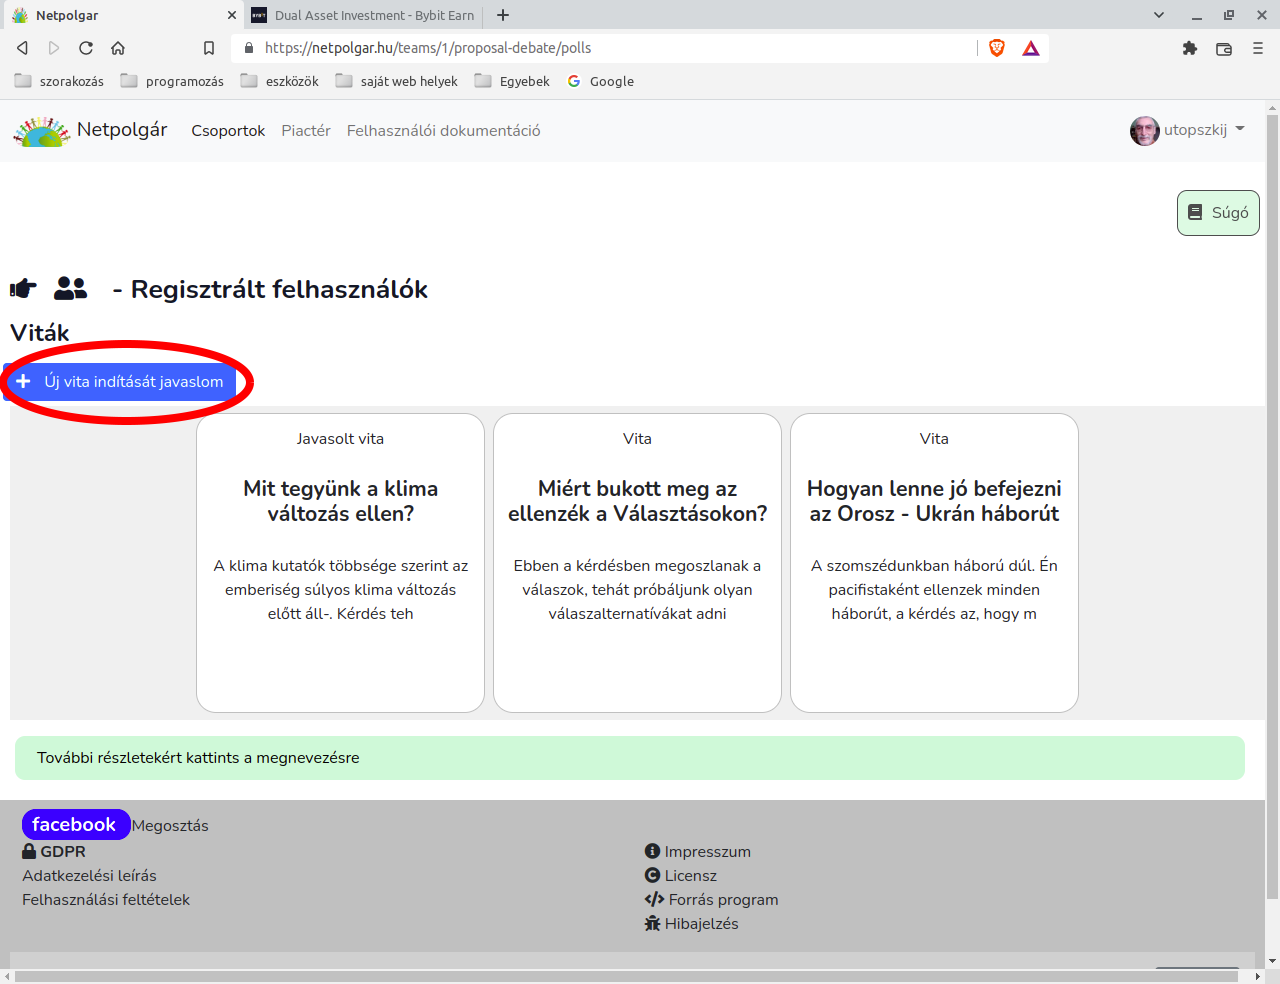 Netpolgar
Dual Asset Investment - Bybit Earn
https://netpolgar.hu/teams/1/proposal-debate/polls
szorakozás
programozás
eszközök
saját web helyek
Egyebek
Google
Netpolgár
Csoportok
Piactér
Felhasználói dokumentáció
utopszkij
Súgó
- Regisztrált felhasználók
Viták
Új vita indítását javaslom
Javasolt vita
Mit tegyünk a klima
változás ellen?
A klima kutatók többsége szerint az
emberiség súlyos klima változás
előtt áll-. Kérdés teh
Vita
Miért bukott meg az
ellenzék a Választásokon?
Ebben a kérdésben megoszlanak a
válaszok, tehát próbáljunk olyan
válaszalternatívákat adni
Vita
Hogyan lenne jó befejezni
az Orosz - Ukrán háborút
A szomszédunkban háború dúl. Én
pacifistaként ellenzek minden
háborút, a kérdés az, hogy m
További részletekért kattints a megnevezésre
facebook Megosztás
GDPR
Adatkezelési leírás
Felhasználási feltételek
Impresszum
Licensz
Forrás program
Hibajelzés